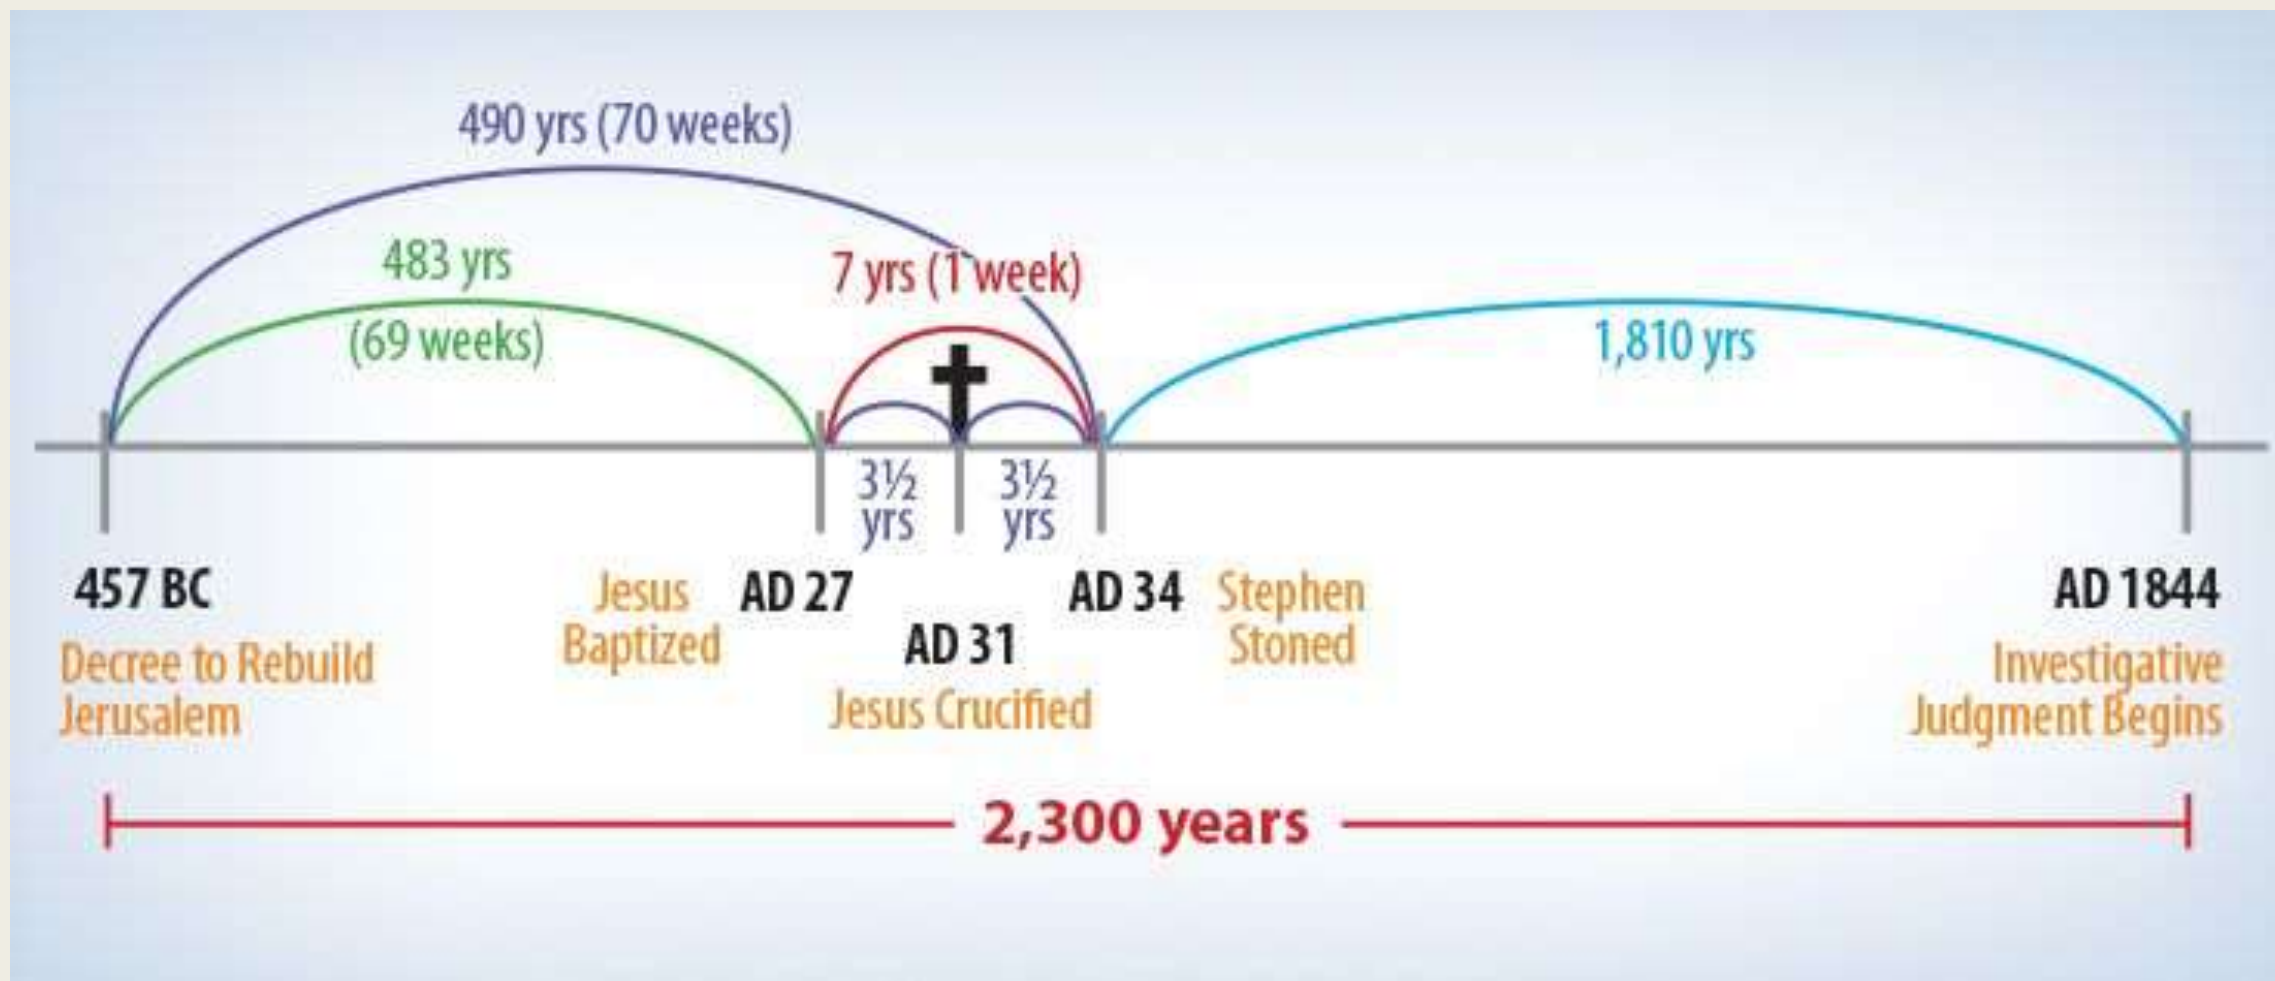 490 yrs (70 weeks)
483 yrs
(69 weeks)
7 yrs (1 week)
1,810 yrs
3½
yrs
3½
yrs
457 BC
Decree to Rebuild
Jerusalem
Jesus
Baptized
AD 27
AD 31
Jesus Crucified
AD 34
Stephen
Stoned
AD 1844
Investigative
Judgment Begins
2,300 years